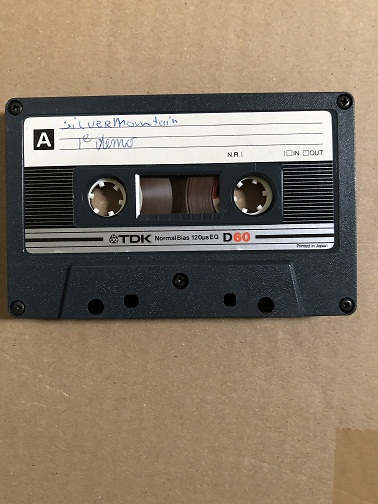 Silvermountain
1e demo
A
N.R. IN OUT
TDK Normal Bias 120μs EQ D60
Printed in Japan